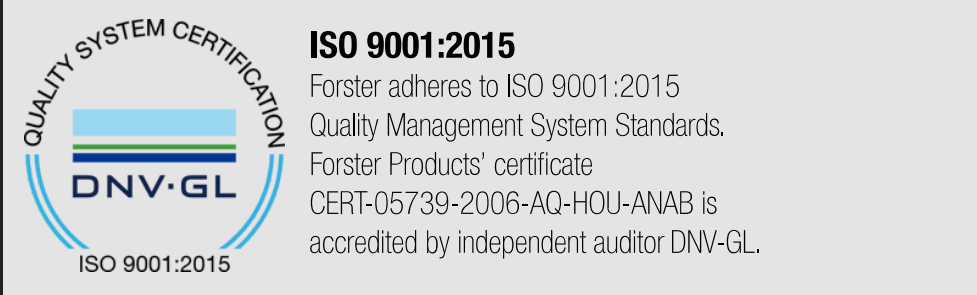 QUALITY SYSTEM CERTIFICATION
DNV·GL
ISO 9001:2015
ISO 9001:2015
Forster adheres to ISO 9001:2015
Quality Management System Standards.
Forster Products' certificate
CERT-05739-2006-AQ-HOU-ANAB is
accredited by independent auditor DNV-GL.